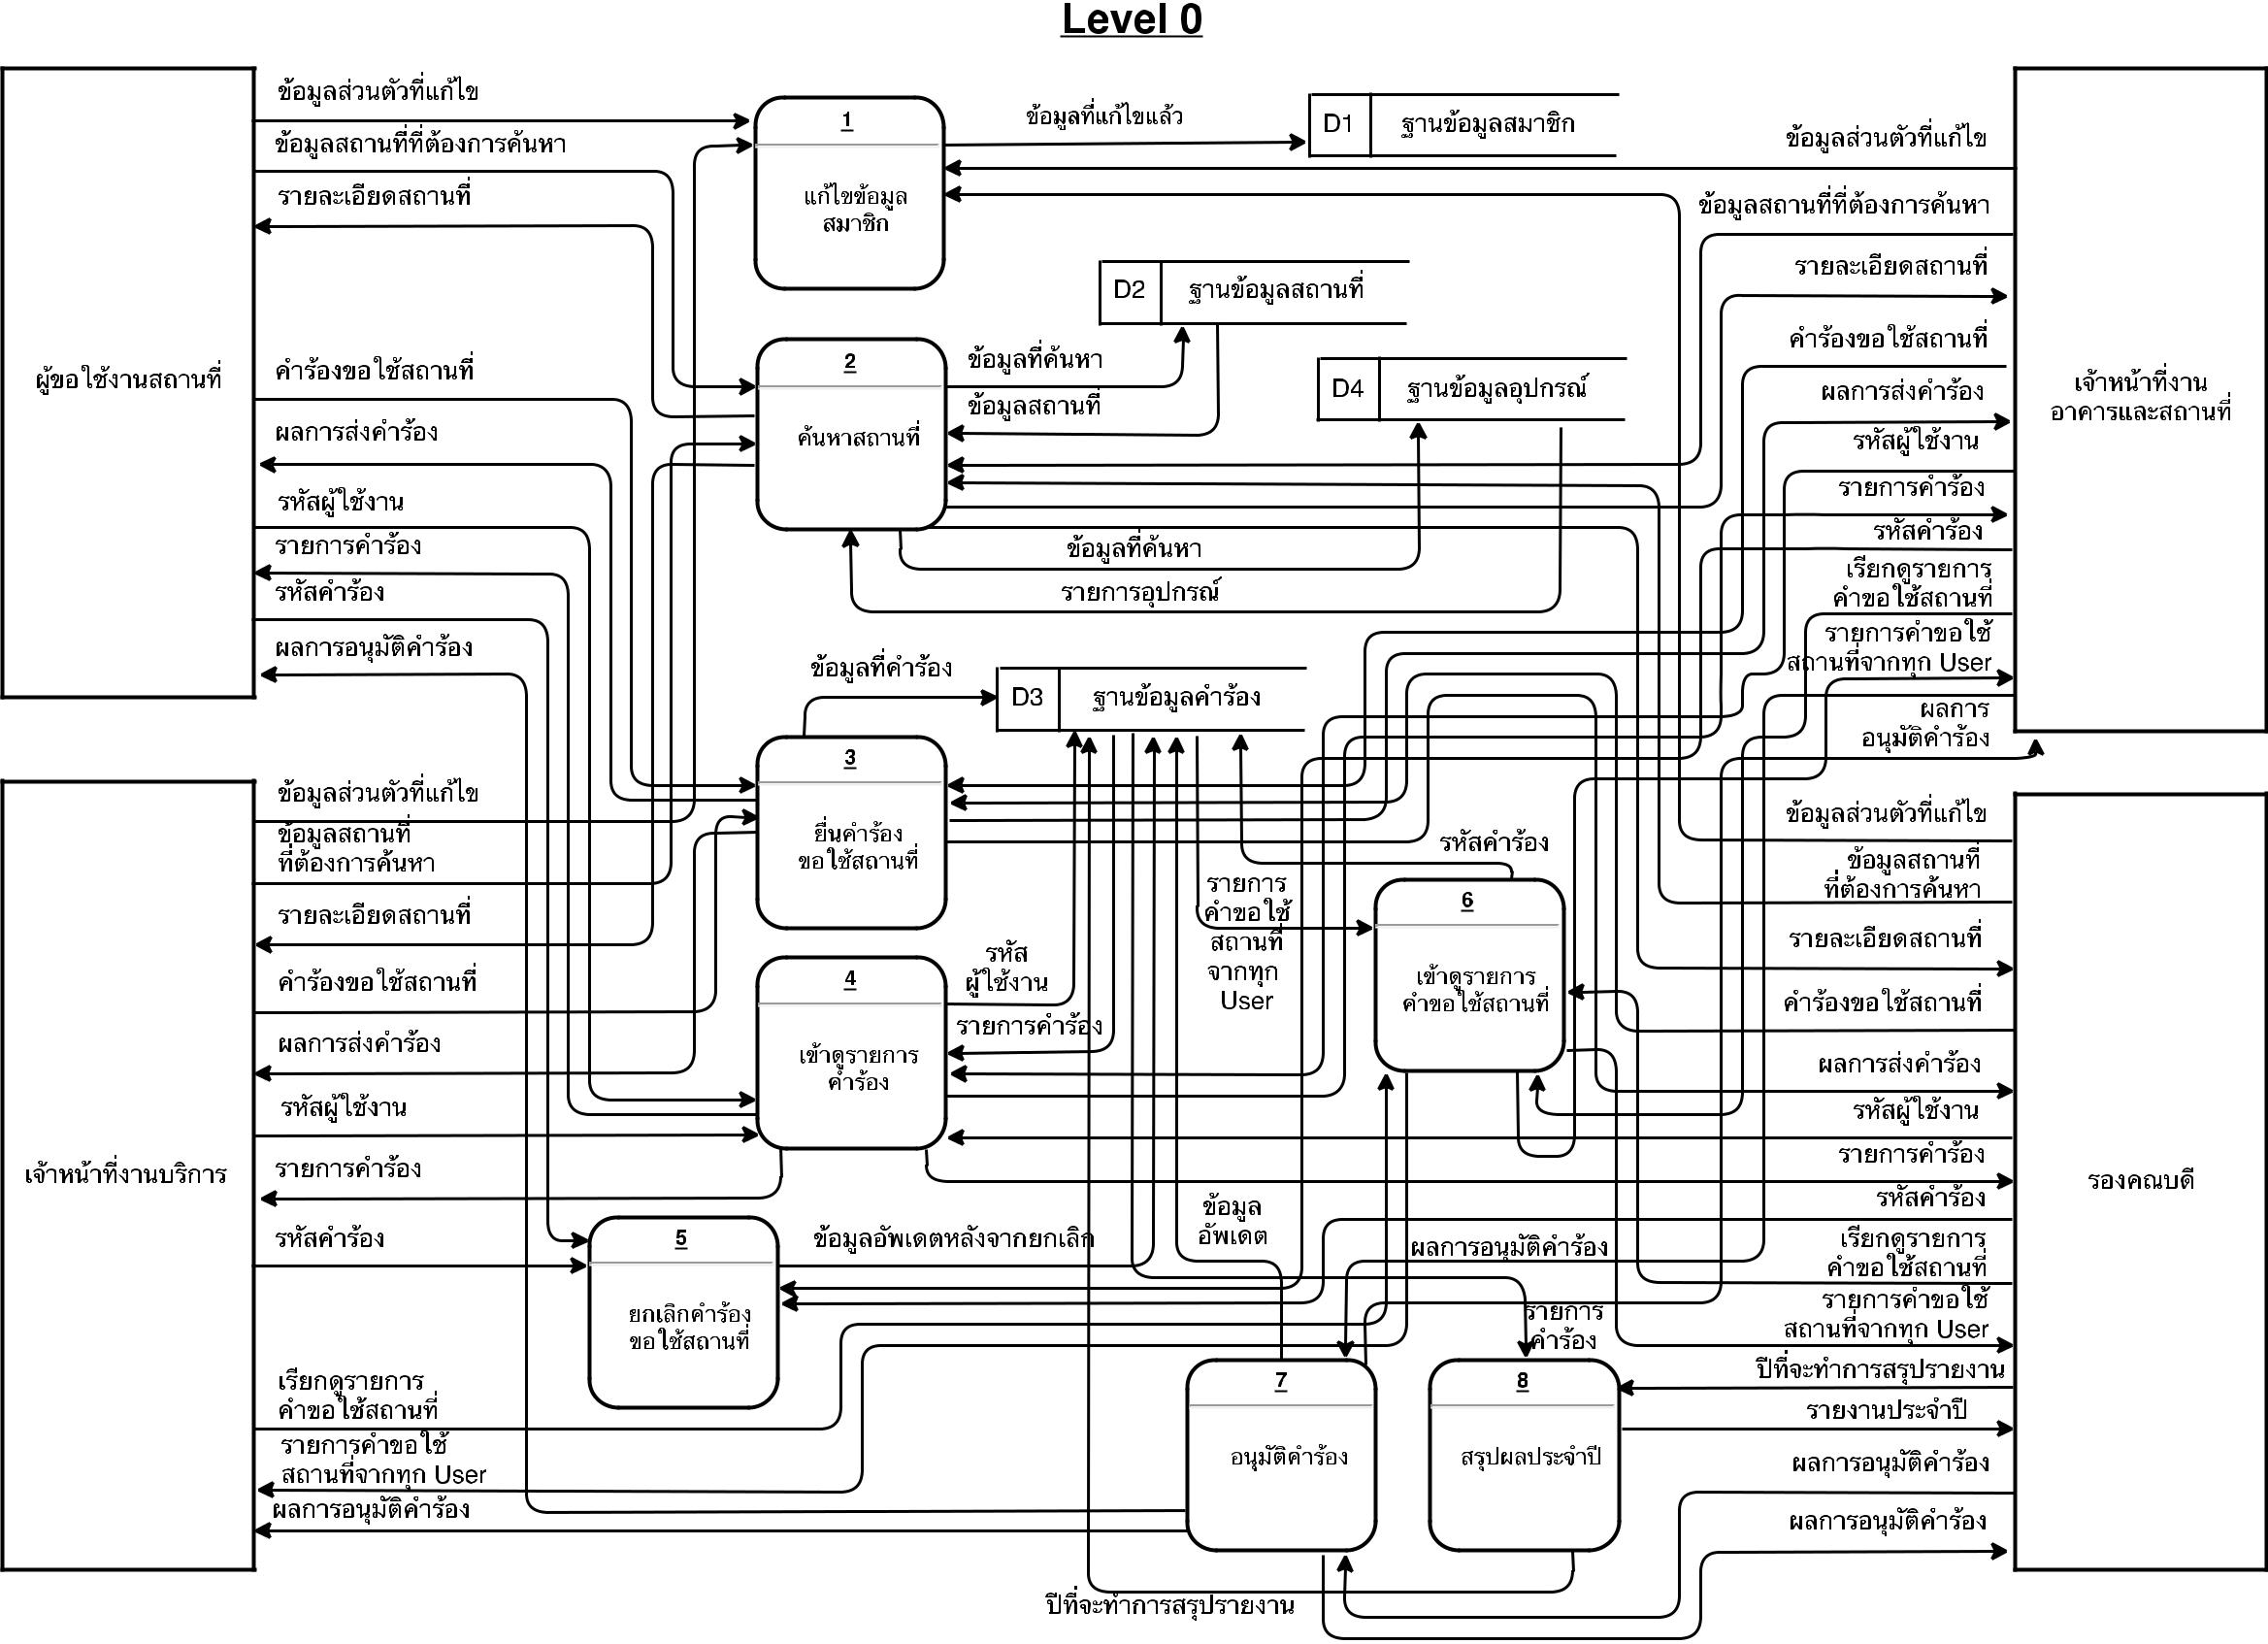 Level 0
ผู้ขอใช้งานสถานที่
ข้อมูลส่วนตัวที่แก้ไข
ข้อมูลสถานที่ที่ต้องการค้นหา
รายละเอียดสถานที่
คำร้องขอใช้สถานที่
ผลการส่งคำร้อง
รหัสผู้ใช้งาน
รายการคำร้อง
รหัสคำร้อง
ผลการอนุมัติคำร้อง
เจ้าหน้าที่งานบริการ
ข้อมูลส่วนตัวที่แก้ไข
ข้อมูลสถานที่
ที่ต้องการค้นหา
รายละเอียดสถานที่
คำร้องขอใช้สถานที่
ผลการส่งคำร้อง
รหัสผู้ใช้งาน
รายการคำร้อง
รหัสคำร้อง
เรียกดูรายการ
คำขอใช้สถานที่
รายการคำขอใช้
สถานที่จากทุก User
ผลการอนุมัติคำร้อง
1
แก้ไขข้อมูล
สมาชิก
ข้อมูลที่แก้ไขแล้ว
D1
ฐานข้อมูลสมาชิก
D2
ฐานข้อมูลสถานที่
2
ค้นหาสถานที่
ข้อมูลที่ค้นหา
ข้อมูลสถานที่
D4
ฐานข้อมูลอุปกรณ์
ข้อมูลที่ค้นหา
รายการอุปกรณ์
ข้อมูลที่คำร้อง
D3
ฐานข้อมูลคำร้อง
3
ยื่นคำร้อง
ขอใช้สถานที่
4
เข้าดูรายการ
คำร้อง
รหัส
ผู้ใช้งาน
รายการคำร้อง
รายการ
คำขอใช้
สถานที่
จากทุก
User
รหัสคำร้อง
6
เข้าดูรายการ
คำขอใช้สถานที่
5
ยกเลิกคำร้อง
ขอใช้สถานที่
ข้อมูลอัพเดตหลังจากยกเลิก
ข้อมูล
อัพเดต
ผลการอนุมัติคำร้อง
รายการ
คำร้อง
7
อนุมัติคำร้อง
8
สรุปผลประจำปี
ปีที่จะทำการสรุปรายงาน
เจ้าหน้าที่งาน
อาคารและสถานที่
ข้อมูลส่วนตัวที่แก้ไข
ข้อมูลสถานที่ที่ต้องการค้นหา
รายละเอียดสถานที่
คำร้องขอใช้สถานที่
ผลการส่งคำร้อง
รหัสผู้ใช้งาน
รายการคำร้อง
รหัสคำร้อง
เรียกดูรายการ
คำขอใช้สถานที่
รายการคำขอใช้
สถานที่จากทุก User
ผลการ
อนุมัติคำร้อง
รองคณบดี
ข้อมูลส่วนตัวที่แก้ไข
ข้อมูลสถานที่
ที่ต้องการค้นหา
รายละเอียดสถานที่
คำร้องขอใช้สถานที่
ผลการส่งคำร้อง
รหัสผู้ใช้งาน
รายการคำร้อง
รหัสคำร้อง
เรียกดูรายการ
คำขอใช้สถานที่
รายการคำขอใช้
สถานที่จากทุก User
ปีที่จะทำการสรุปรายงาน
รายงานประจำปี
ผลการอนุมัติคำร้อง
ผลการอนุมัติคำร้อง